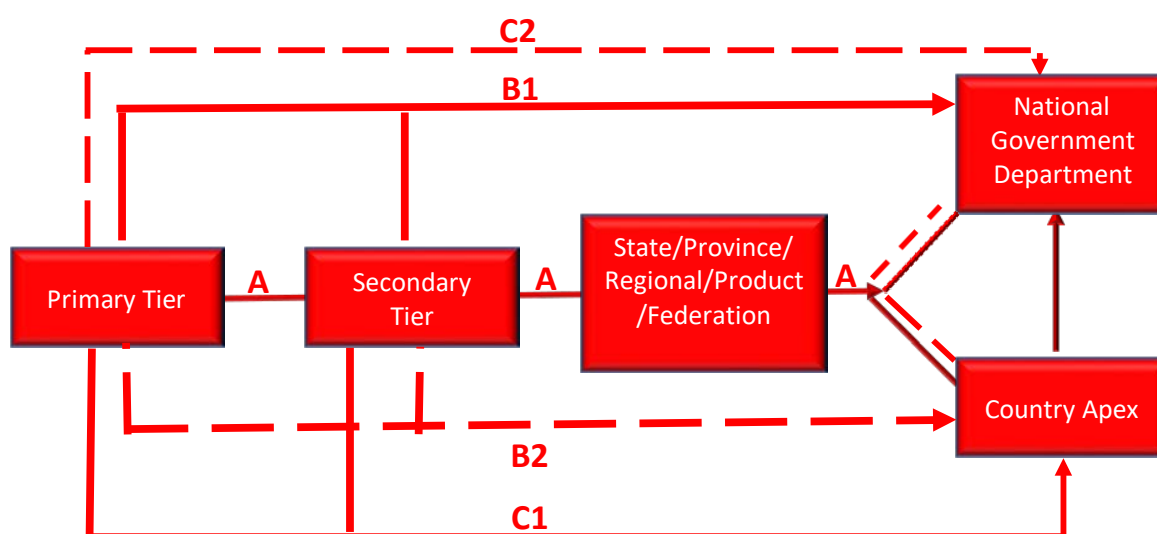 C2
B1
National
Government
Department
State/Province/
Regional/Product
/Federation
A
A
A
Primary Tier
Secondary
Tier
Country Apex
B2
C1